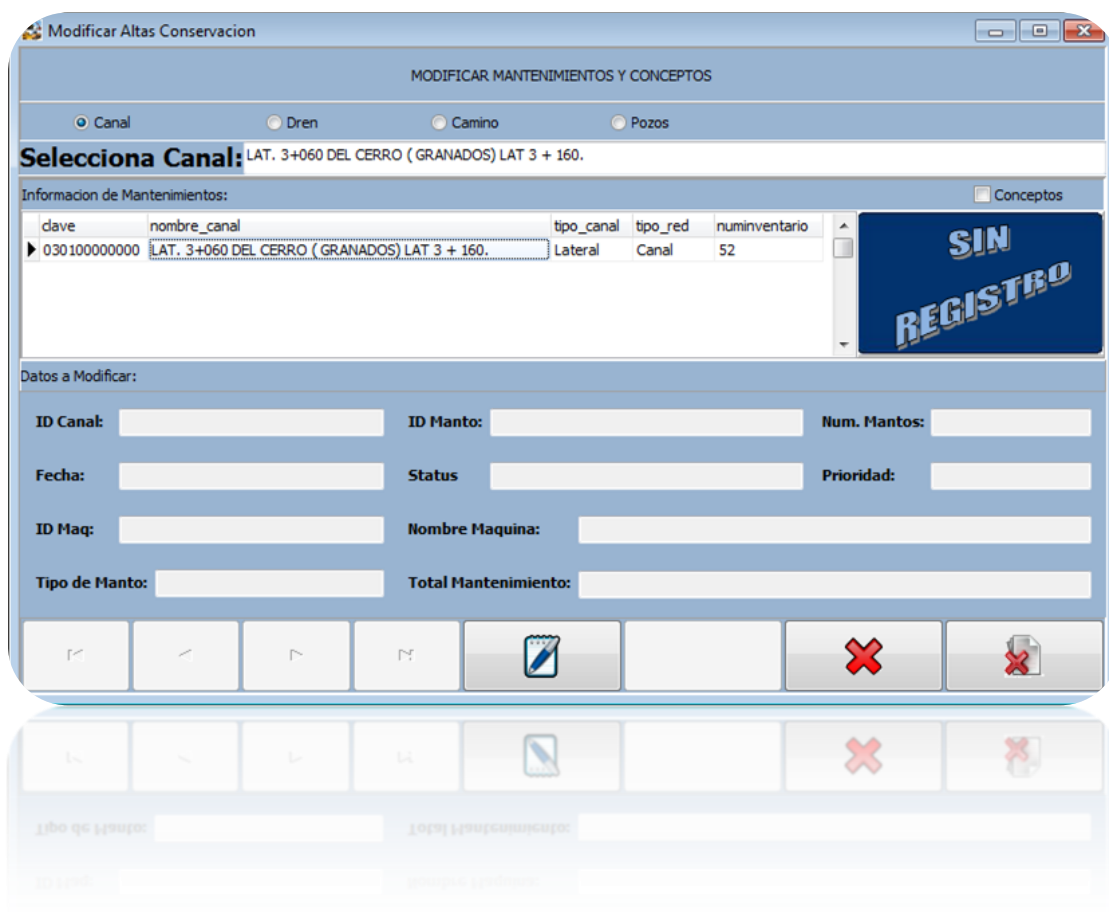 Modificar Altas Conservacion
MODIFICAR MANTENIMIENTOS Y CONCEPTOS
Canal Dren Camino Pozos
Selecciona Canal: LAT. 3+060 DEL CERRO ( GRANADOS) LAT 3 + 160.
Informacion de Mantenimientos: Conceptos
clave nombre_canal tipo_canal tipo_red numinventario
030100000000 LAT. 3+060 DEL CERRO ( GRANADOS) LAT 3 + 160. Lateral Canal 52
SIN
REGISTRO
Datos a Modificar:
ID Canal: ID Manto: Num. Mantos:
Fecha: Status Prioridad:
ID Maq: Nombre Maquina:
Tipo de Manto: Total Mantenimiento: